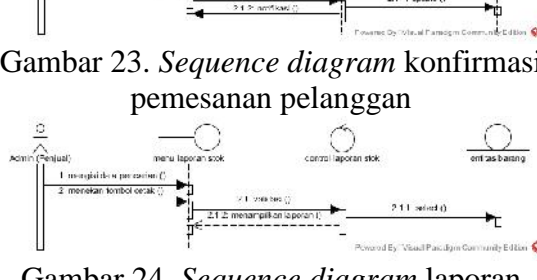 2.1.2: notifikasi ()
Powered By Visual Paradigm Community Edition
Gambar 23. Sequence diagram konfirmasi
pemesanan pelanggan
Admin (Penjual)
menu laporan stok
control laporan stok
entitas barang
1: mengisi data pencarian ()
2: menekan tombol cetak ()
2.1: validasi ()
2.1.1: select ()
2.1.2: menampilkan laporan ()
Powered By Visual Paradigm Community Edition
Gambar 24. Sequence diagram laporan